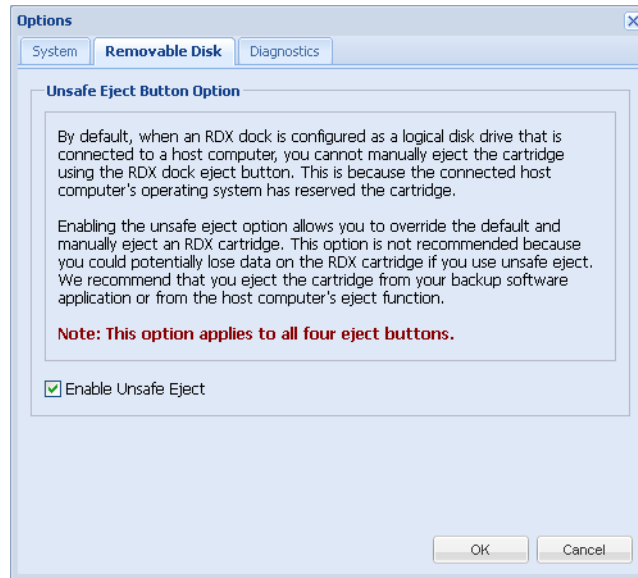 Options
System
Removable Disk
Diagnostics
Unsafe Eject Button Option
By default, when an RDX dock is configured as a logical disk drive that is
connected to a host computer, you cannot manually eject the cartridge
using the RDX dock eject button. This is because the connected host
computer's operating system has reserved the cartridge.
Enabling the unsafe eject option allows you to override the default and
manually eject an RDX cartridge. This option is not recommended because
you could potentially lose data on the RDX cartridge if you use unsafe eject.
We recommend that you eject the cartridge from your backup software
application or from the host computer's eject function.
Note: This option applies to all four eject buttons.
Enable Unsafe Eject
OK
Cancel